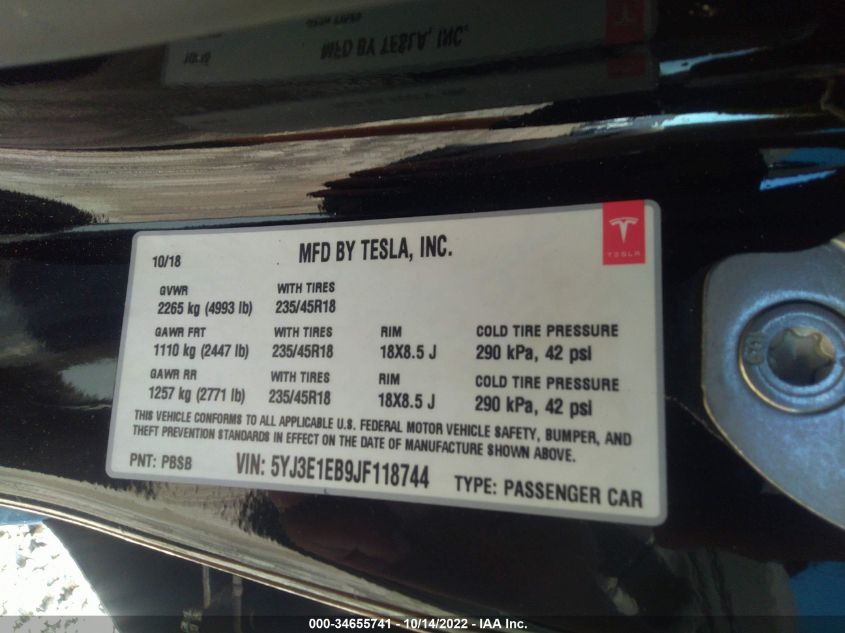 MFD BY TESLA, INC.
10/18
MFD BY TESLA, INC.
TESLA
GVWR WITH TIRES
2265 kg (4993 lb) 235/45R18
GAWR FRT WITH TIRES RIM COLD TIRE PRESSURE
1110 kg (2447 lb) 235/45R18 18X8.5 J 290 kPa, 42 psi
GAWR RR WITH TIRES RIM COLD TIRE PRESSURE
1257 kg (2771 lb) 235/45R18 18X8.5 J 290 kPa, 42 psi
THIS VEHICLE CONFORMS TO ALL APPLICABLE U.S. FEDERAL MOTOR VEHICLE SAFETY, BUMPER, AND
THEFT PREVENTION STANDARDS IN EFFECT ON THE DATE OF MANUFACTURE SHOWN ABOVE.
PNT: PBSB VIN: 5YJ3E1EB9JF118744 TYPE: PASSENGER CAR
000-34655741 - 10/14/2022 - IAA Inc.